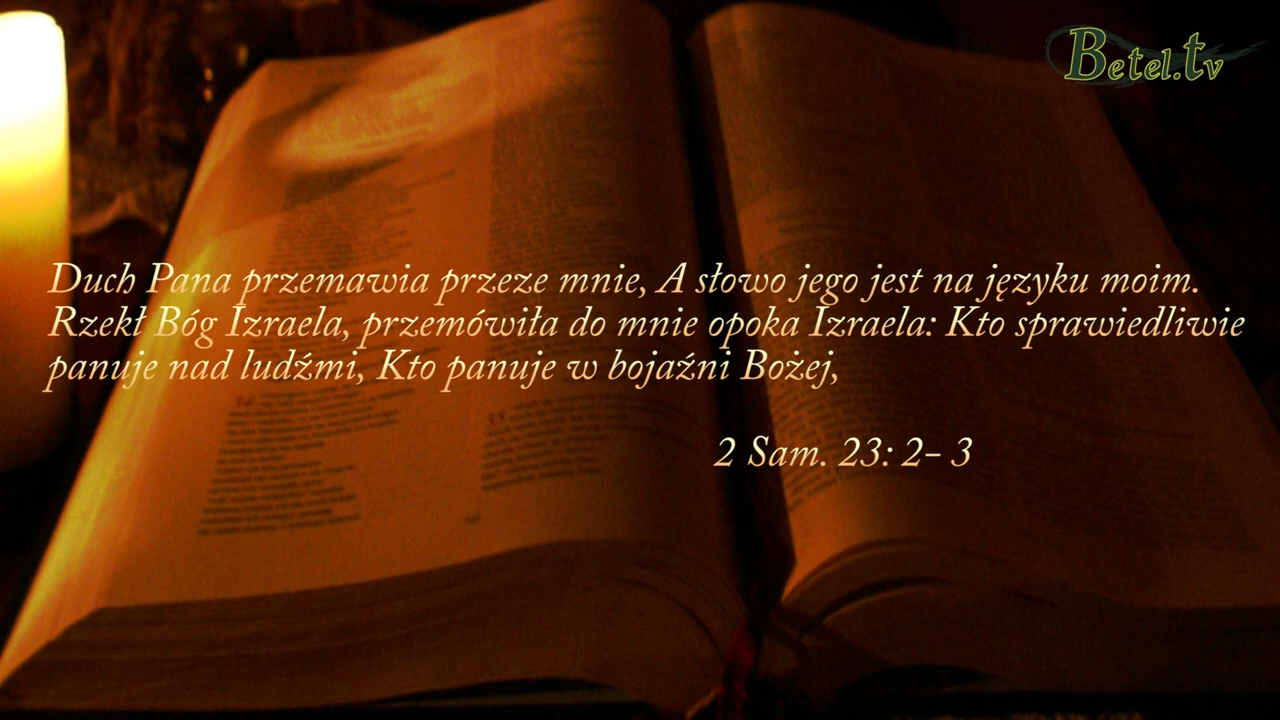 Betel.tv
Duch Pana przemawia przeze mnie, A słowo jego jest na języku moim.
Rzekł Bóg Izraela, przemówiła do mnie opoka Izraela: Kto sprawiedliwie
panuje nad ludźmi, Kto panuje w bojaźni Bożej,
2 Sam. 23: 2– 3